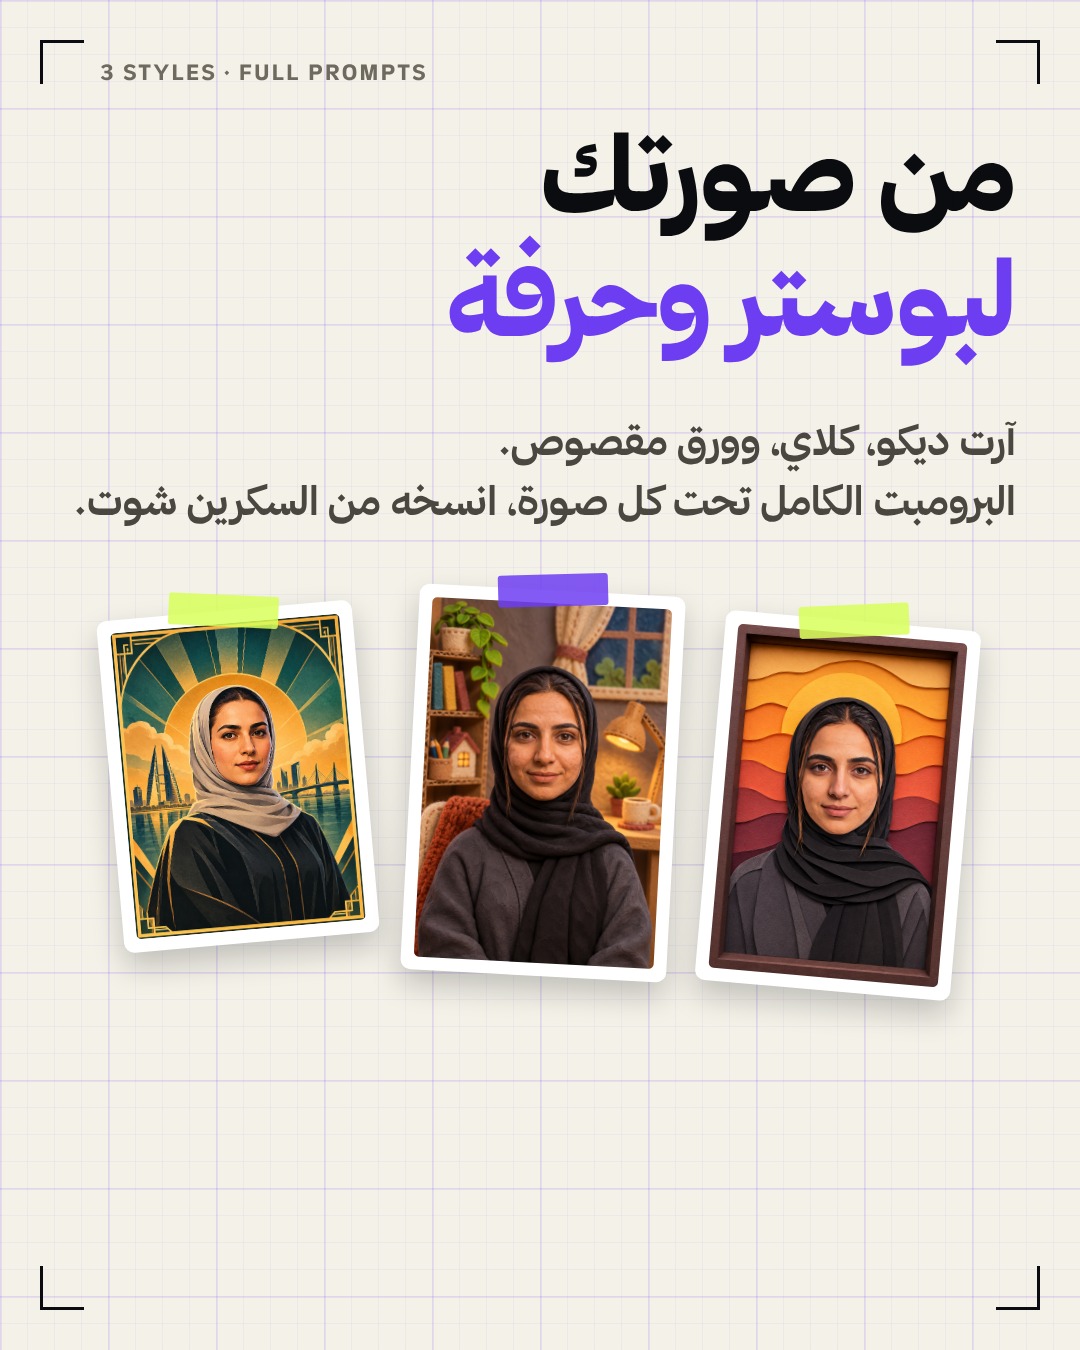 3 STYLES · FULL PROMPTS
من صورتك
لبوستر وحرفة
آرت ديكو، كلاي، وورق مقصوص.
البرومبت الكامل تحت كل صورة، انسخه من السكرين شوت.